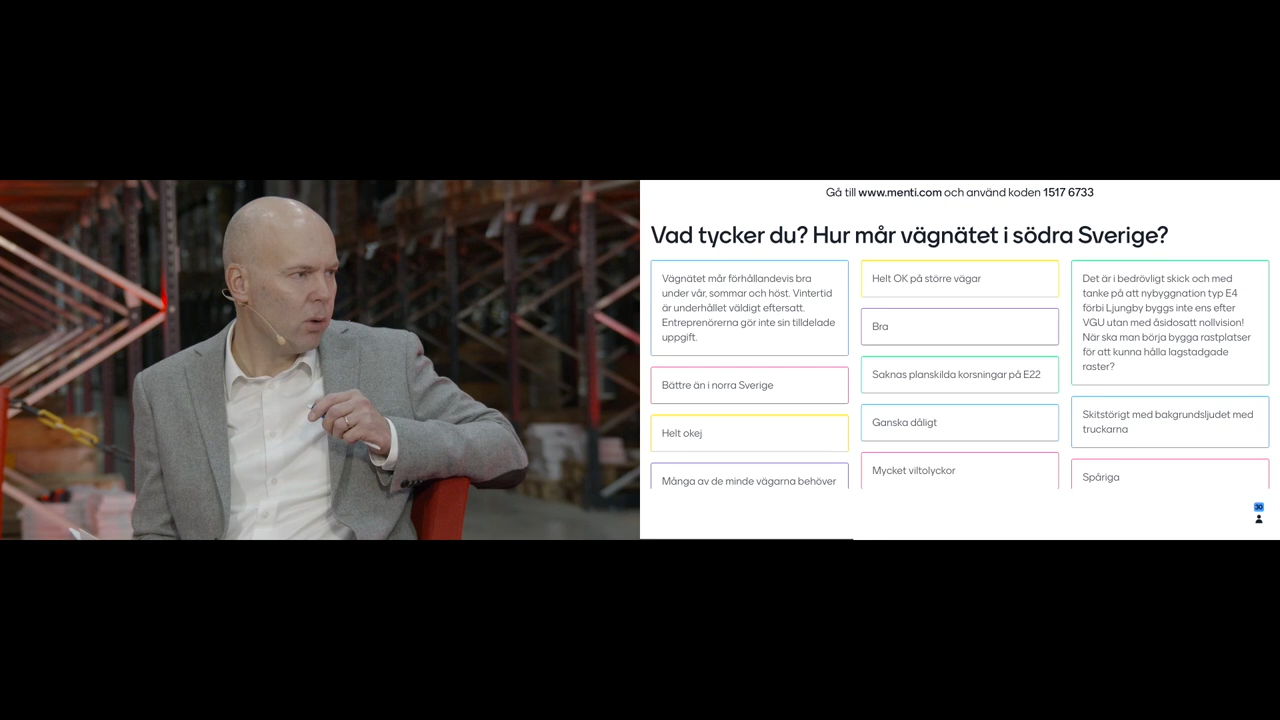 Gå till www.menti.com och använd koden 1517 6733
Vad tycker du? Hur mår vägnätet i södra Sverige?
Vägnätet mår förhållandevis bra
under vår, sommar och höst. Vintertid
är underhållet väldigt eftersatt.
Entreprenörerna gör inte sin tilldelade
uppgift.
Bättre än i norra Sverige
Helt okej
Många av de minde vägarna behöver
Helt OK på större vägar
Bra
Saknas planskilda korsningar på E22
Ganska dåligt
Mycket viltolyckor
Det är i bedrövligt skick och med
tanke på att nybyggnation typ E4
förbi Ljungby byggs inte ens efter
VGU utan med åsidosatt nollvision!
När ska man börja bygga rastplatser
för att kunna hålla lagstadgade
raster?
Skitstörigt med bakgrundsljudet med
truckarna
Spåriga
30